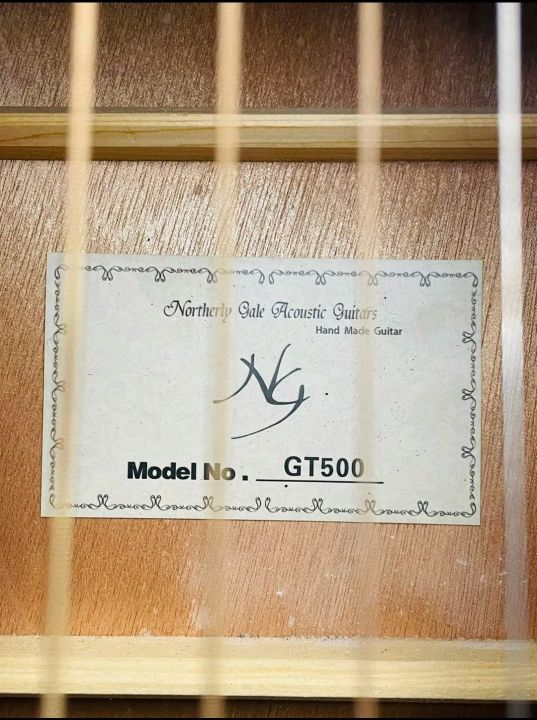 Northerly Gale Acoustic Guitars
Hand Made Guitar
NG
Model No. GT500